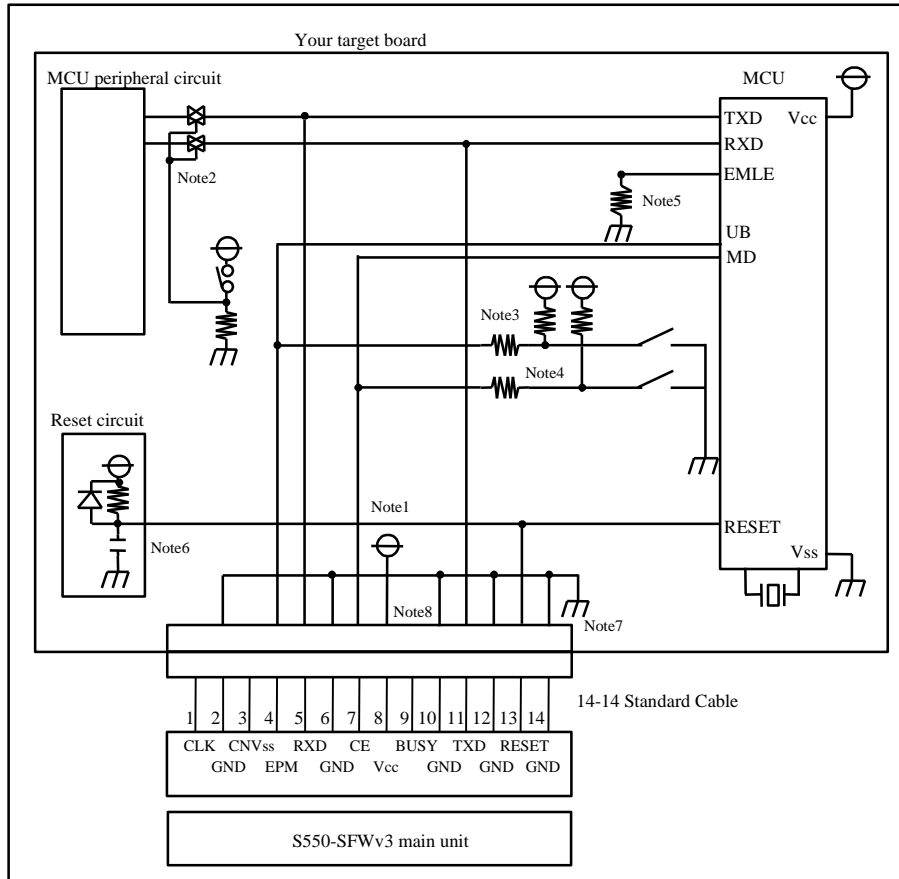 Your target board
MCU peripheral circuit
MCU
TXD Vcc
RXD
Note2
EMLE
Note5
UB
MD
Note3
Note4
Reset circuit
Note1
RESET
Note6
Vss
Note8
Note7
14-14 Standard Cable
1 2 3 4 5 6 7 8 9 10 11 12 13 14
CLK CNVss RXD CE BUSY TXD RESET
GND EPM GND Vcc GND GND GND
S550-SFWv3 main unit